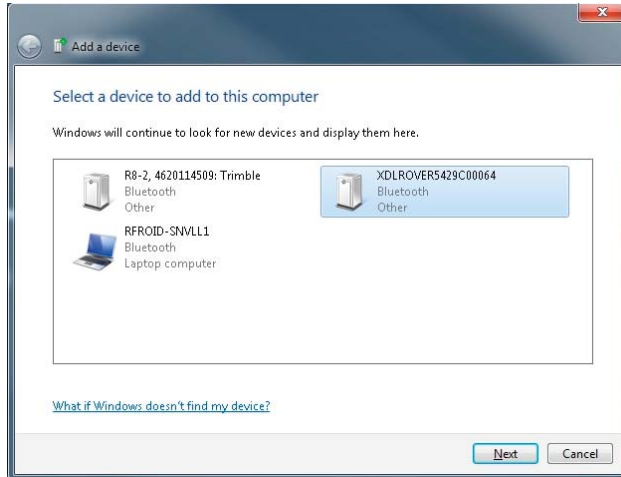 Add a device
Select a device to add to this computer
Windows will continue to look for new devices and display them here.
R8-2, 4620114509: Trimble
Bluetooth
Other
XDLROVER5429C00064
Bluetooth
Other
RFROID-SNVLL1
Bluetooth
Laptop computer
What if Windows doesn't find my device?
Next
Cancel